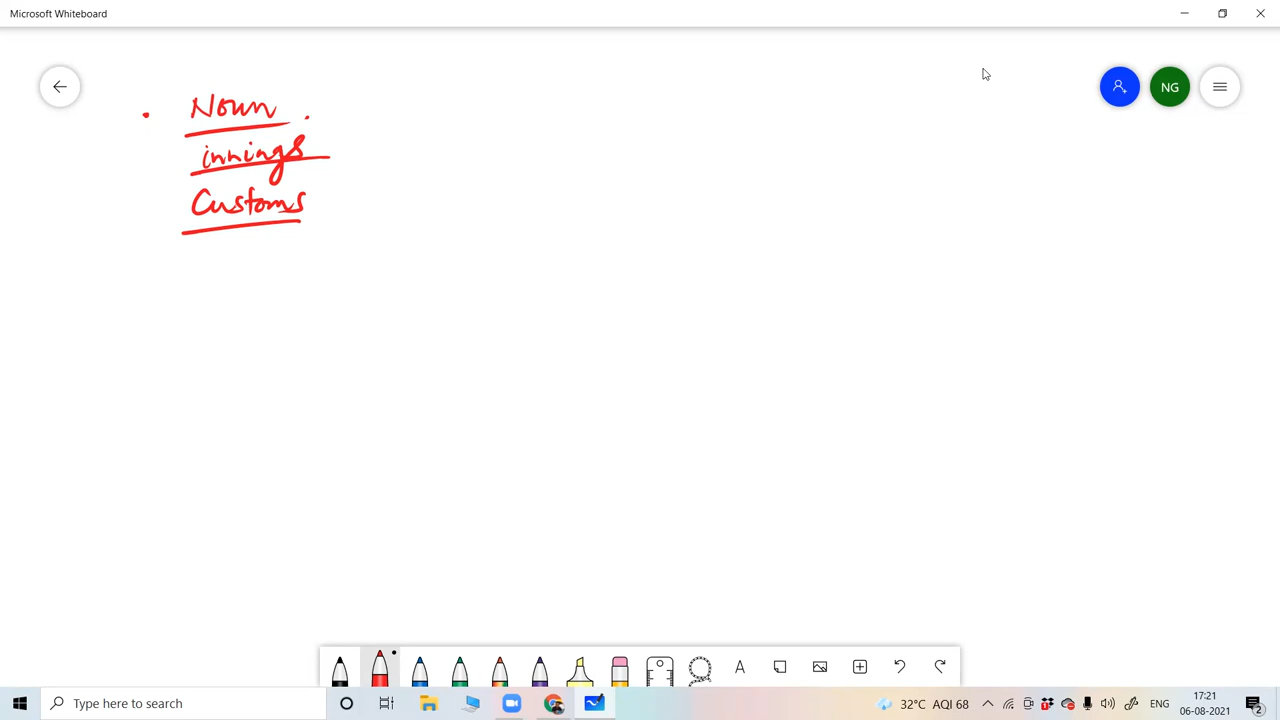 Microsoft Whiteboard
NG
Noun
innings
Customs
A
Type here to search
32°C AQI 68
ENG
17:21
06-08-2021
2